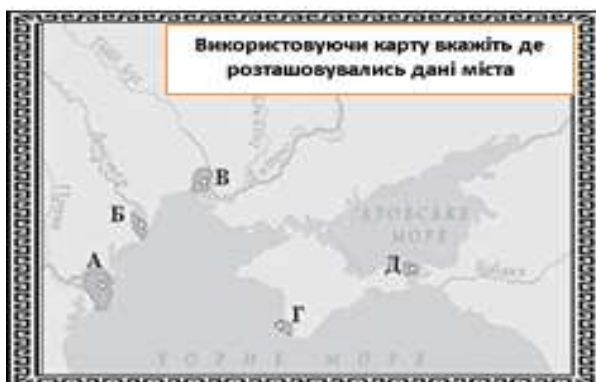 Використовуючи карту вкажіть де
розташовувались дані міста
В
Б
АЗОВСЬКЕ
МОРЕ
А
Д
Г
ЧОРНЕ МОРЕ